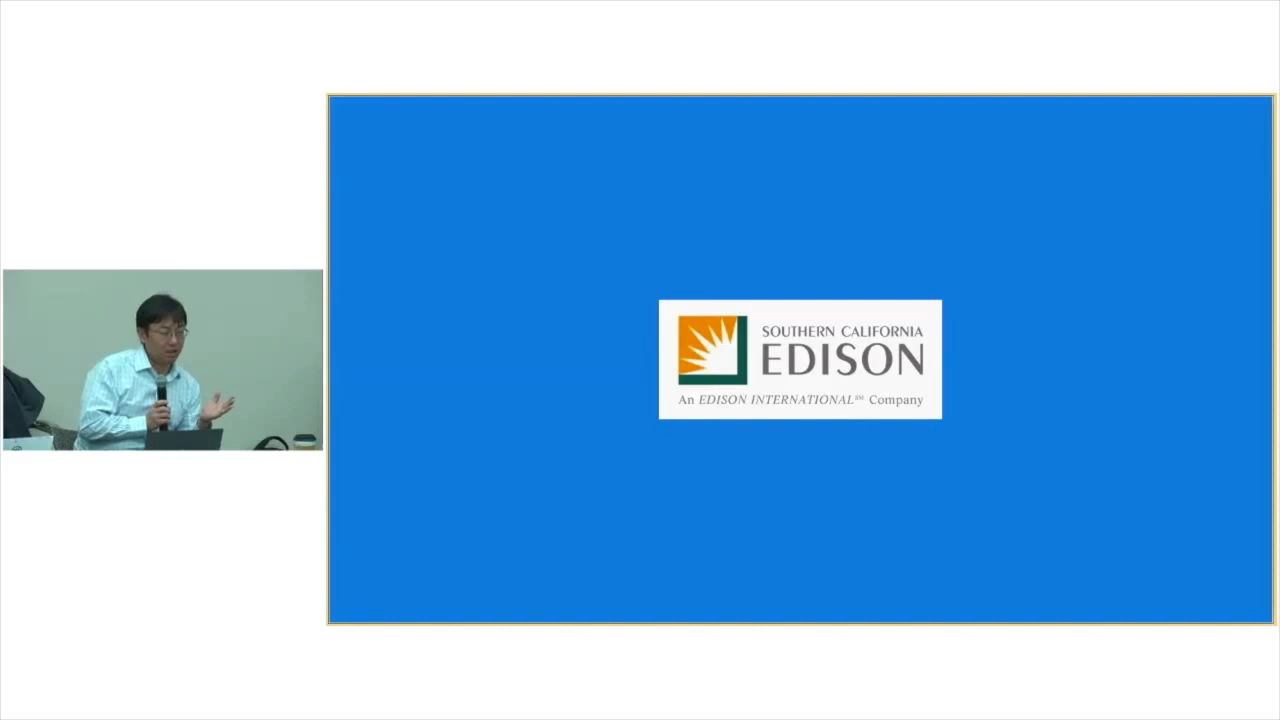 SOUTHERN CALIFORNIA
EDISON
An EDISON INTERNATIONAL℠ Company